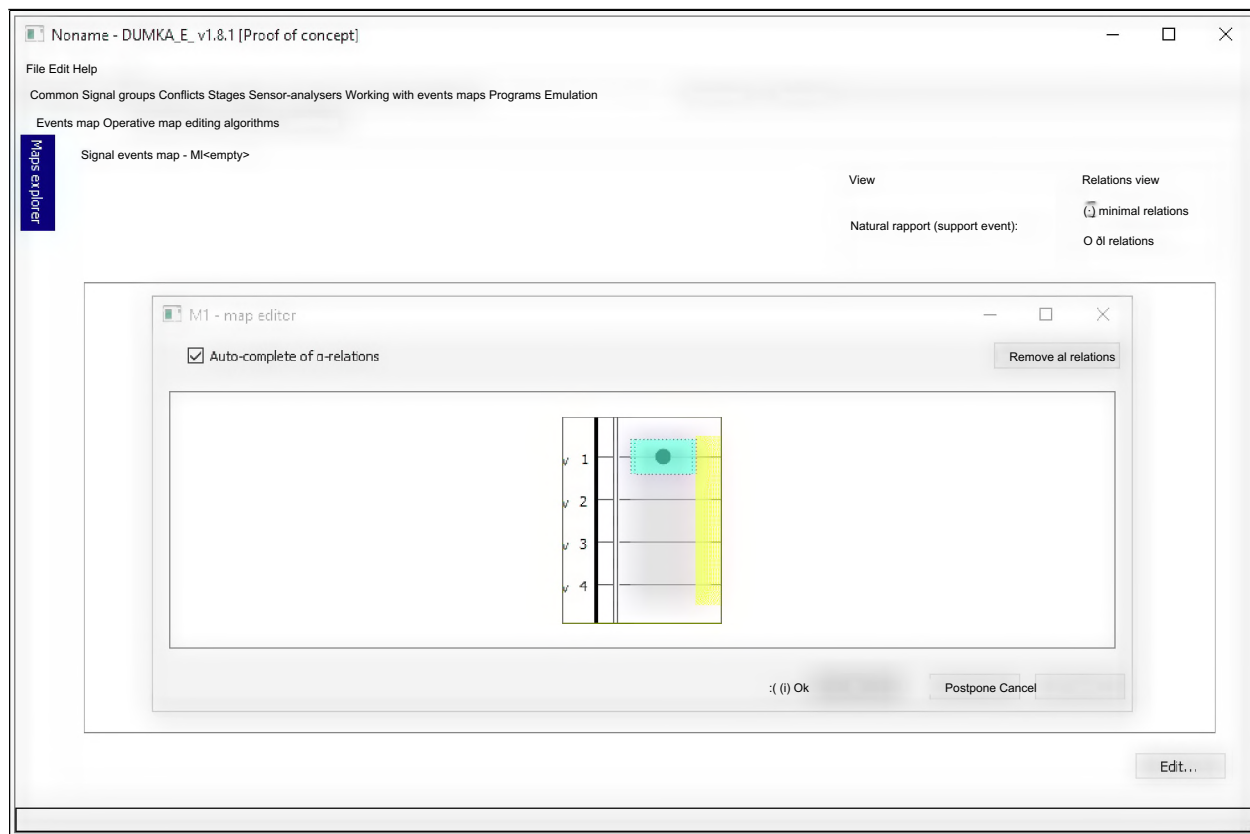 Noname - DUMKA_E_ v1.8.1 [Proof of concept]
File Edit Help
Common Signal groups Conflicts Stages Sensor-analysers Working with events maps Programs Emulation
Events map Operative map editing algorithms
Maps explorer
Signal events map - Ml<empty>
View
Relations view
(·) minimal relations
Natural rapport (support event):
O ðl relations
M1 - map editor
Auto-complete of α-relations
Remove al relations
v 1
v 2
v 3
v 4
:( (i) Ok
Postpone Cancel
Edit...